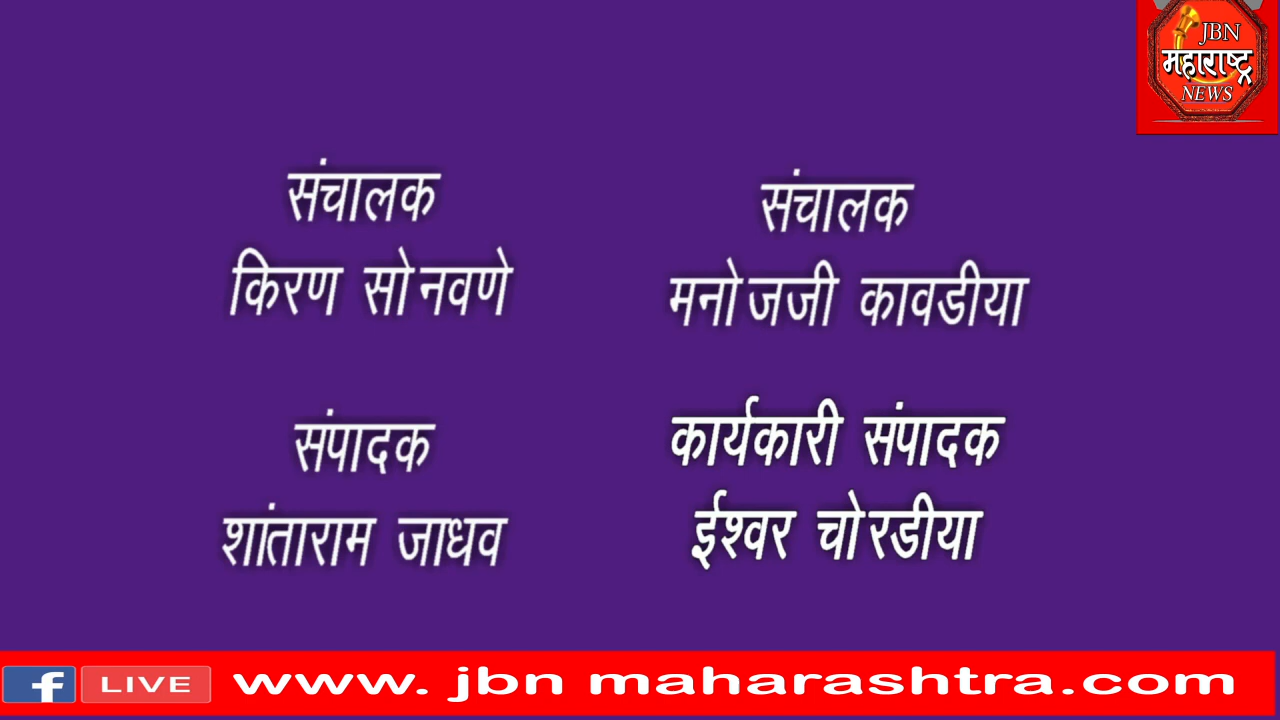 JBN
महाराष्ट्र
NEWS
संचालक
किरण सोनवणे
संचालक
मनोजजी कावडीया
संपादक
शांताराम जाधव
कार्यकारी संपादक
ईश्वर चोरडीया
f LIVE www. jbn maharashtra.com